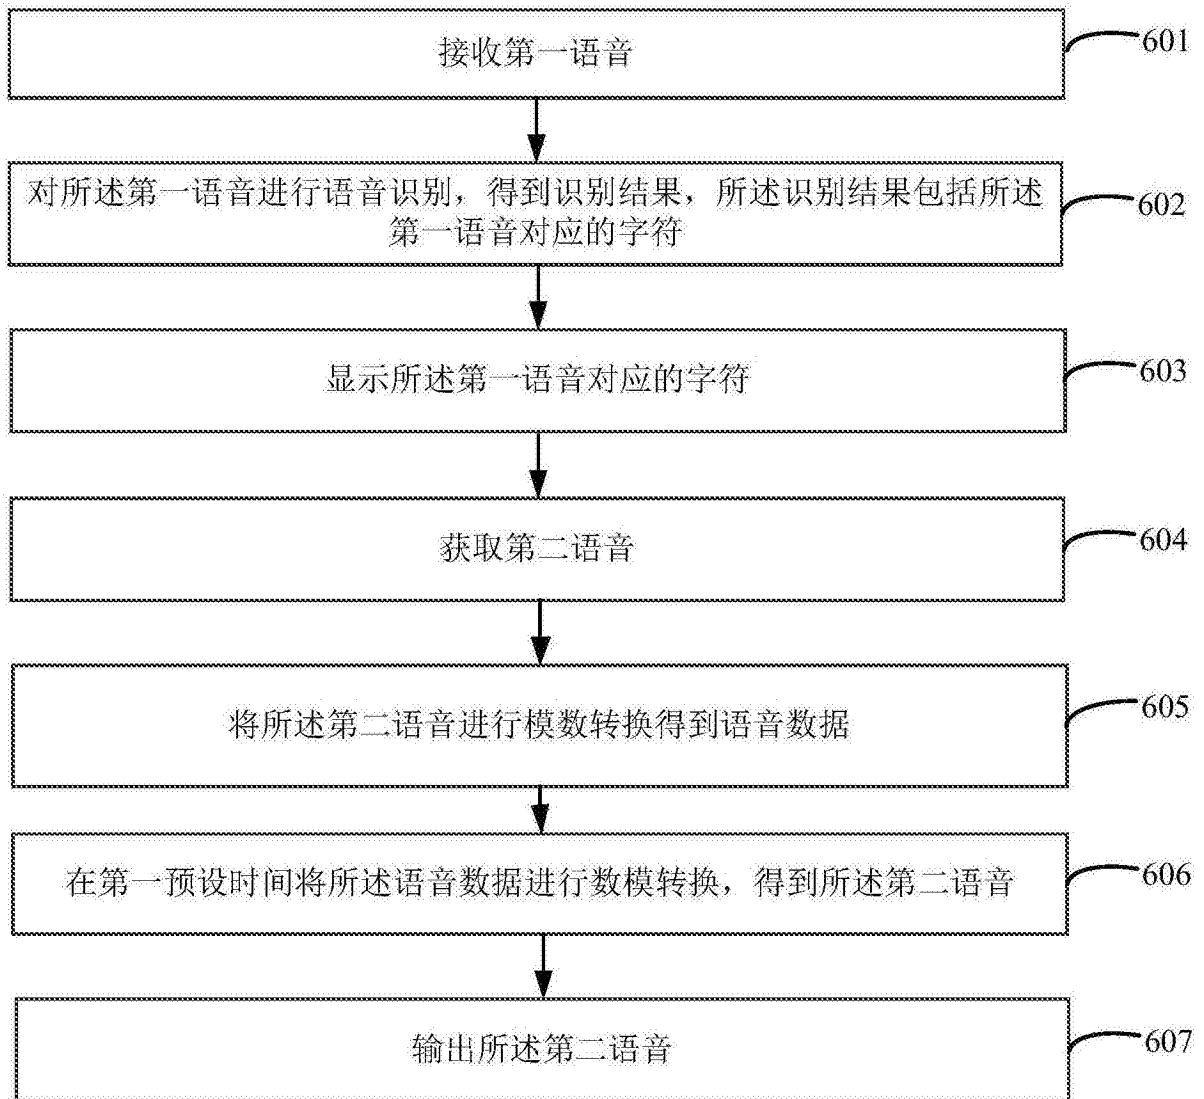 接收第一语音
601
对所述第一语音进行语音识别，得到识别结果，所述识别结果包括所述
第一语音对应的字符
602
显示所述第一语音对应的字符
603
获取第二语音
604
将所述第二语音进行模数转换得到语音数据
605
在第一预设时间将所述语音数据进行数模转换，得到所述第二语音
606
输出所述第二语音
607